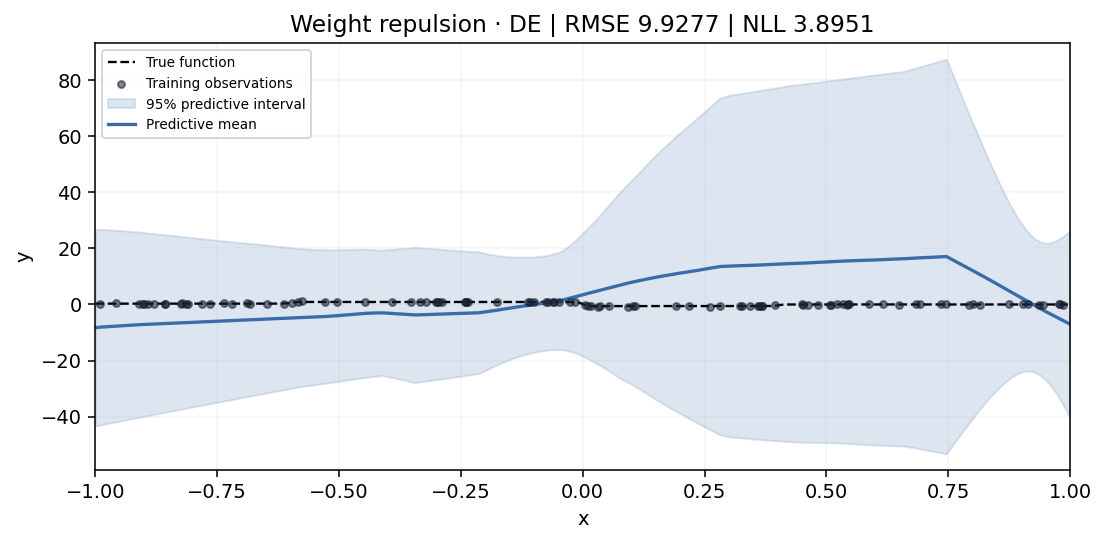 Weight repulsion · DE | RMSE 9.9277 | NLL 3.8951
True function
Training observations
95% predictive interval
Predictive mean
y
80
60
40
20
0
−20
−40
−1.00 −0.75 −0.50 −0.25 0.00 0.25 0.50 0.75 1.00
x